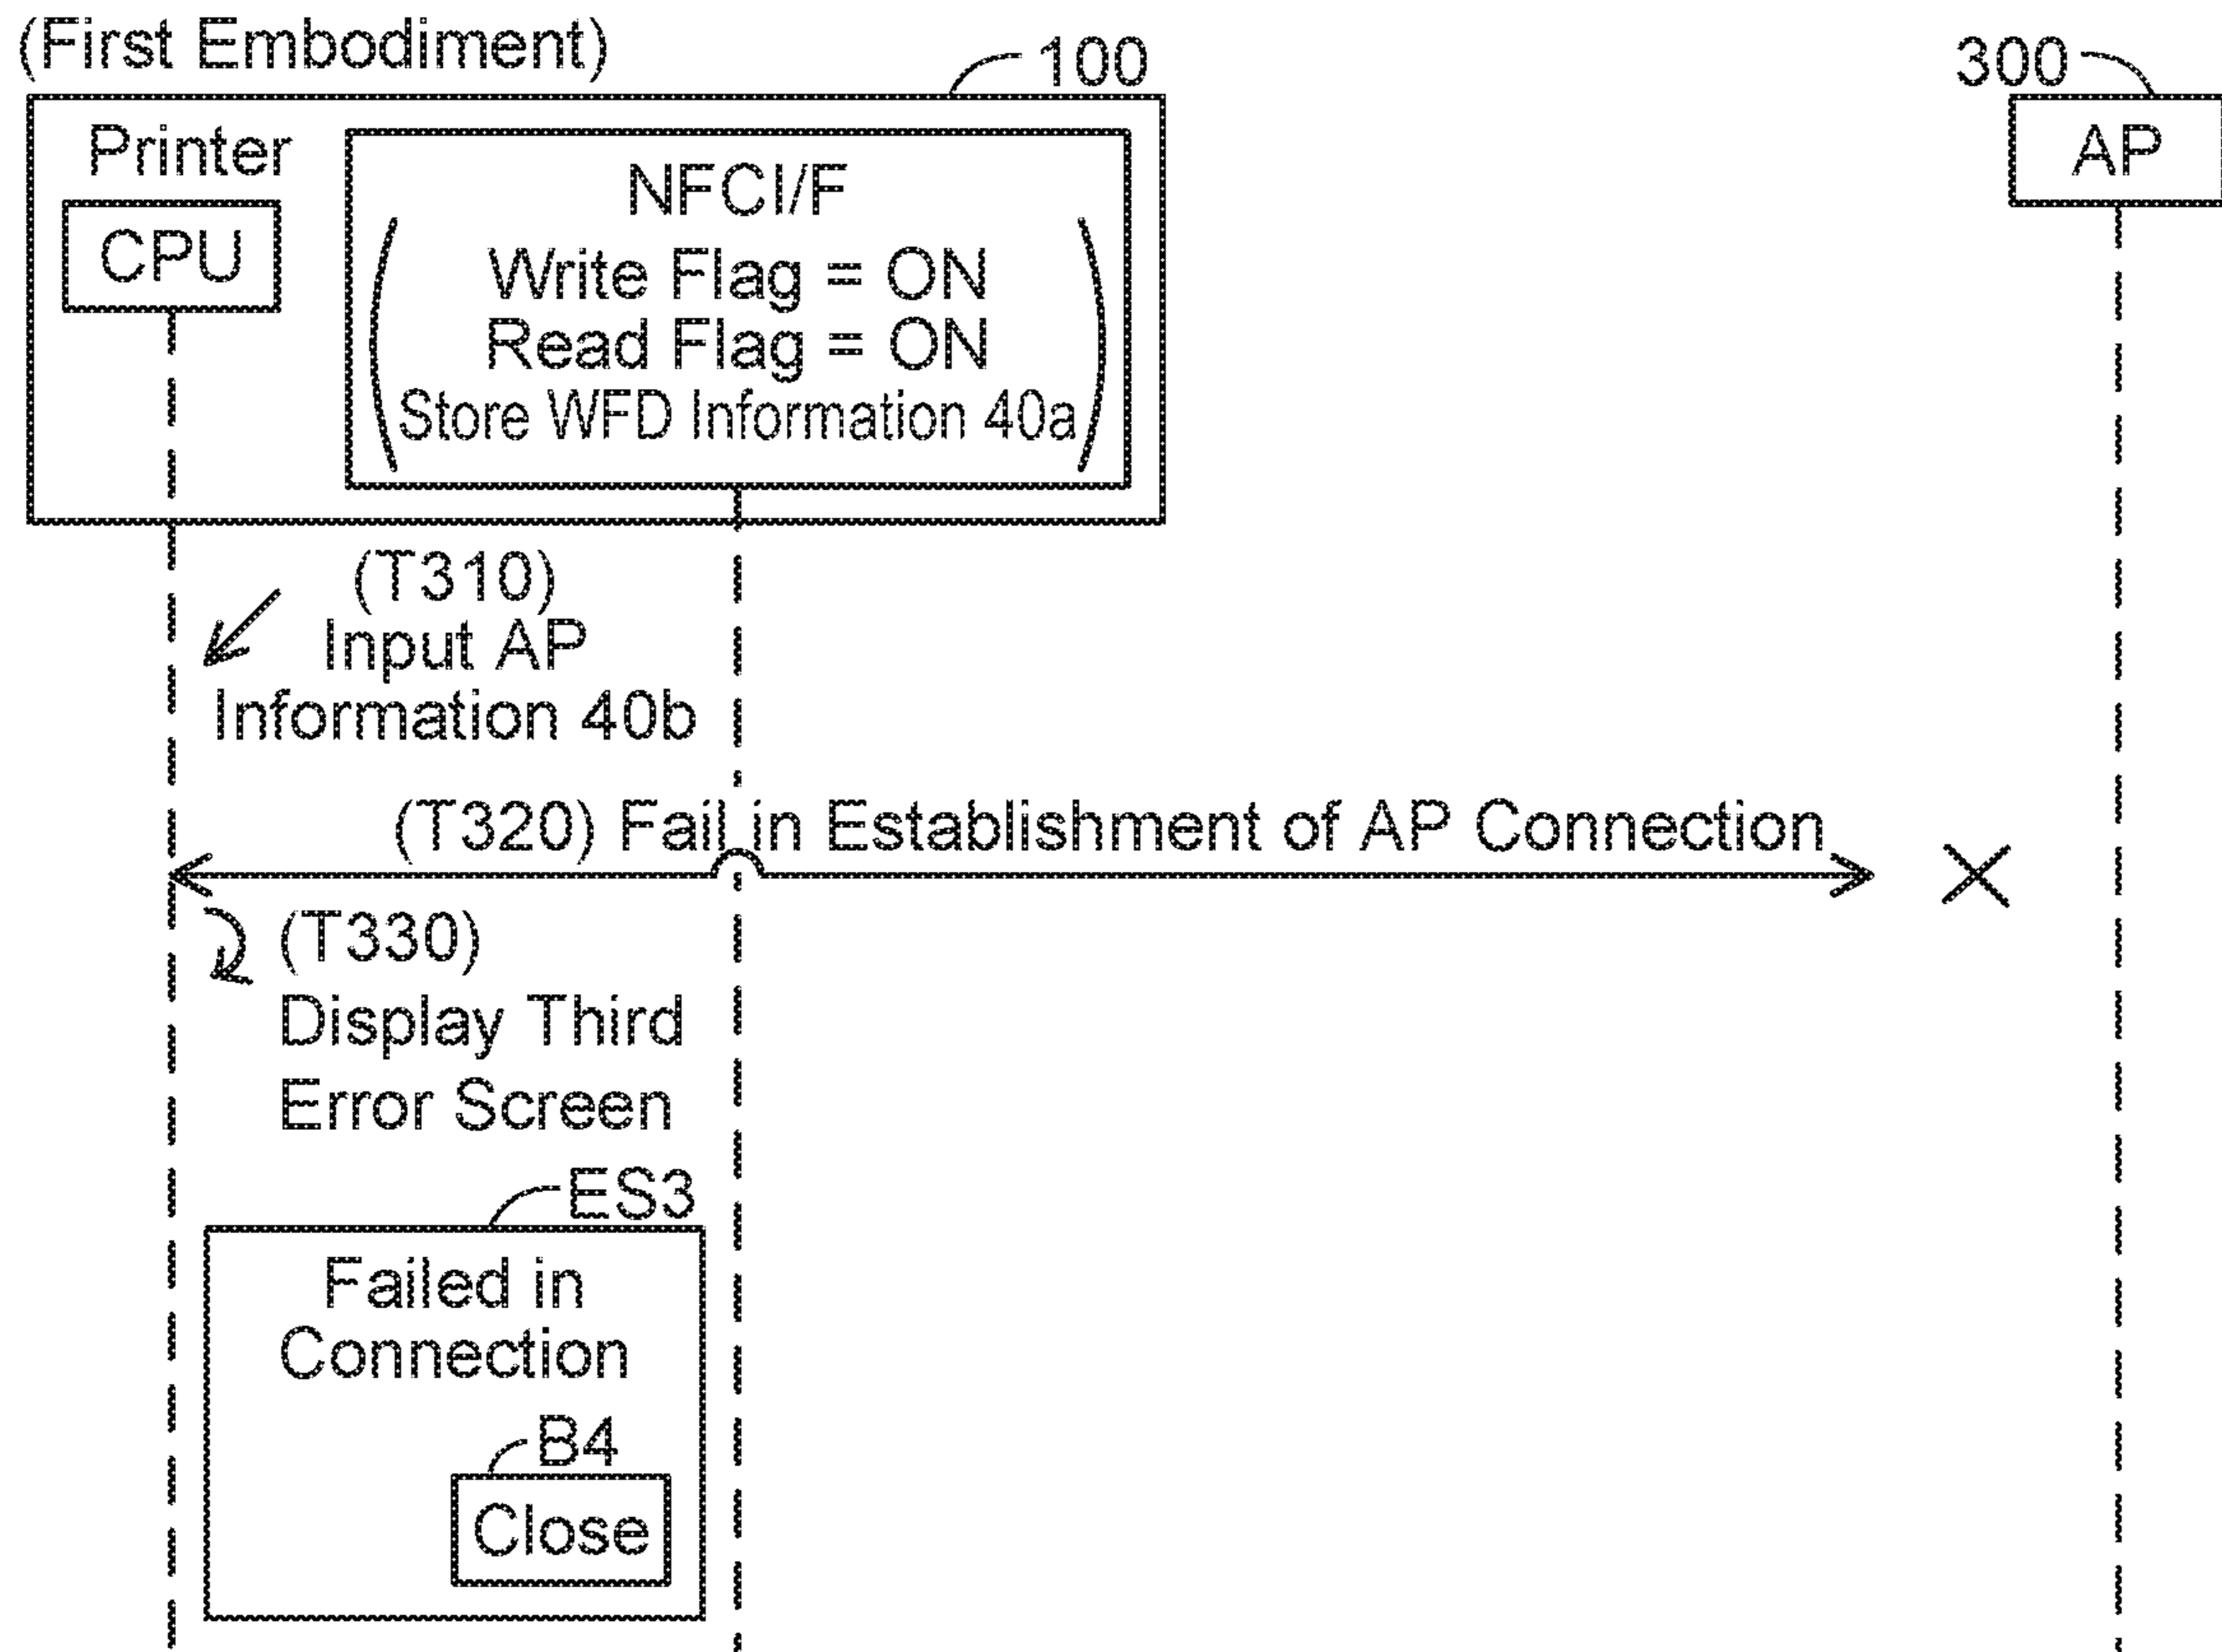 (First Embodiment)
100
300
Printer
CPU
NFCI/F
Write Flag = ON
Read Flag = ON
Store WFD Information 40a
AP
(T310)
Input AP
Information 40b
(T320) Fail in Establishment of AP Connection
(T330)
Display Third
Error Screen
ES3
Failed in
Connection
B4
Close